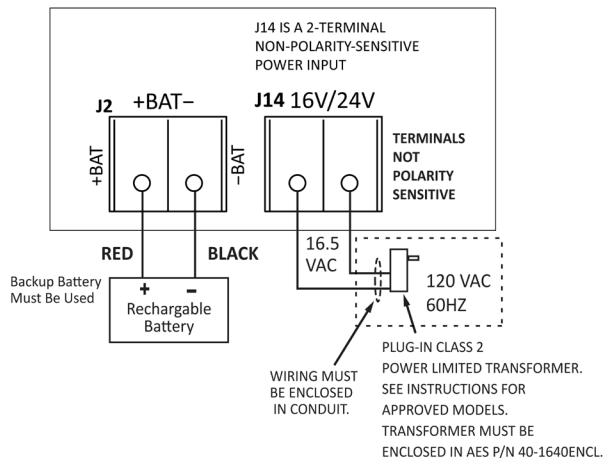 J14 IS A 2-TERMINAL
NON-POLARITY-SENSITIVE
POWER INPUT
J2 +BAT−
J14 16V/24V
+BAT
−BAT
TERMINALS
NOT
POLARITY
SENSITIVE
RED
BLACK
16.5
VAC
Backup Battery
Must Be Used
+ −
Rechargable
Battery
120 VAC
60HZ
WIRING MUST
BE ENCLOSED
IN CONDUIT.
PLUG-IN CLASS 2
POWER LIMITED TRANSFORMER.
SEE INSTRUCTIONS FOR
APPROVED MODELS.
TRANSFORMER MUST BE
ENCLOSED IN AES P/N 40-1640ENCL.